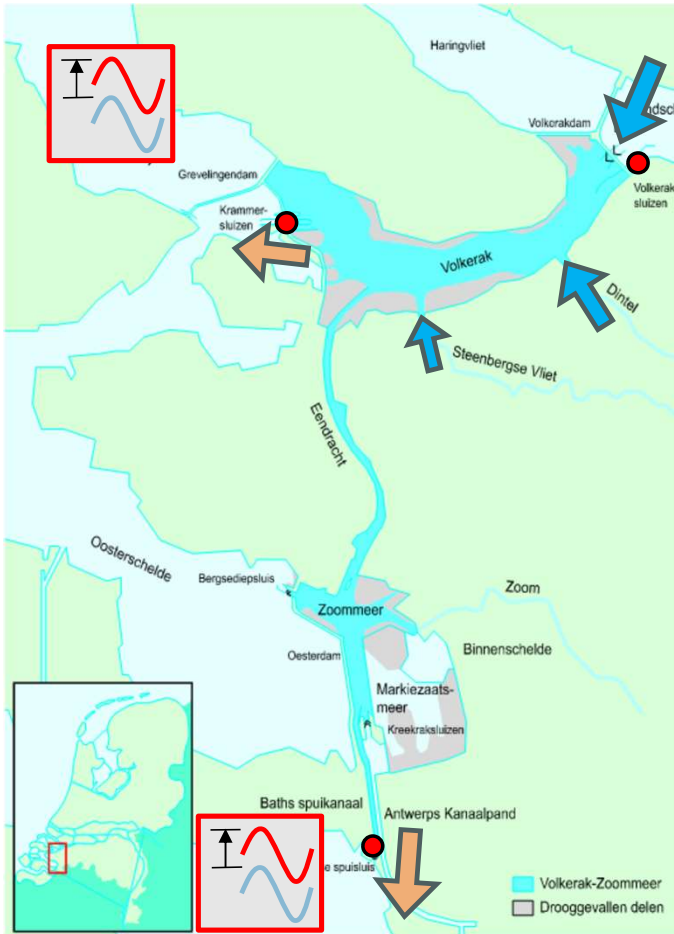 Haringvliet
Volkerakdam
Volkerak
sluizen
Grevelingendam
Krammer-
sluizen
Volkerak
Dintel
Steenbergse Vliet
Eendracht
Oosterschelde
Bergsediepsluis
Zoommeer
Zoom
Oesterdam
Binnenschelde
Markiezaats-
meer
Kreekraksluizen
Baths spuikanaal
Antwerps Kanaalpand
spuisluis
Volkerak-Zoommeer
Drooggevallen delen